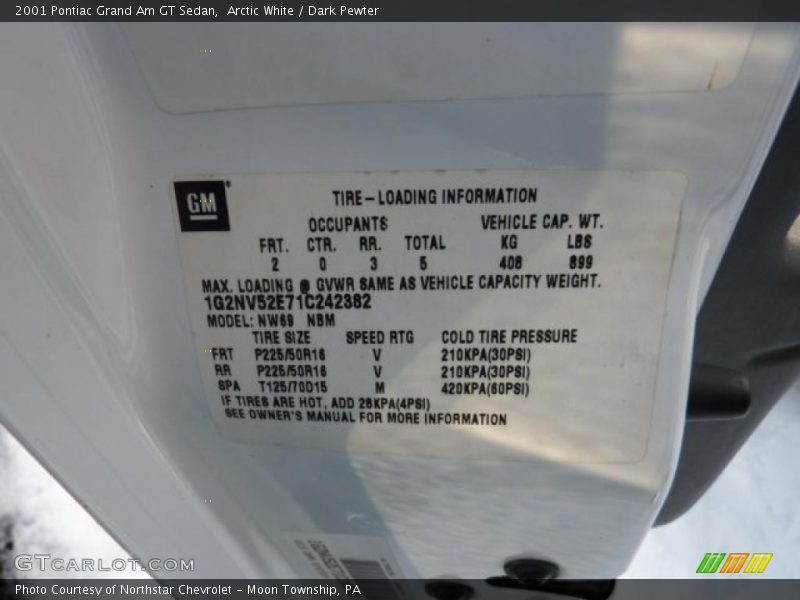 2001 Pontiac Grand Am GT Sedan,  Arctic White / Dark Pewter
GM
TIRE-LOADING INFORMATION
OCCUPANTS VEHICLE CAP. WT.
FRT. CTR. RR. TOTAL KG LBS
2 0 3 5 408 899
MAX. LOADING @ GVWR SAME AS VEHICLE CAPACITY WEIGHT.
1G2NV52E71C242382
MODEL: NW69 NBM
TIRE SIZE SPEED RTG COLD TIRE PRESSURE
FRT P225/50R16 V 210KPA(30PSI)
RR P225/50R16 V 210KPA(30PSI)
SPA T125/70D15 M 420KPA(60PSI)
IF TIRES ARE HOT, ADD 28KPA(4PSI)
SEE OWNER'S MANUAL FOR MORE INFORMATION
GTCARLOT.COM
Photo Courtesy of Northstar Chevrolet - Moon Township, PA